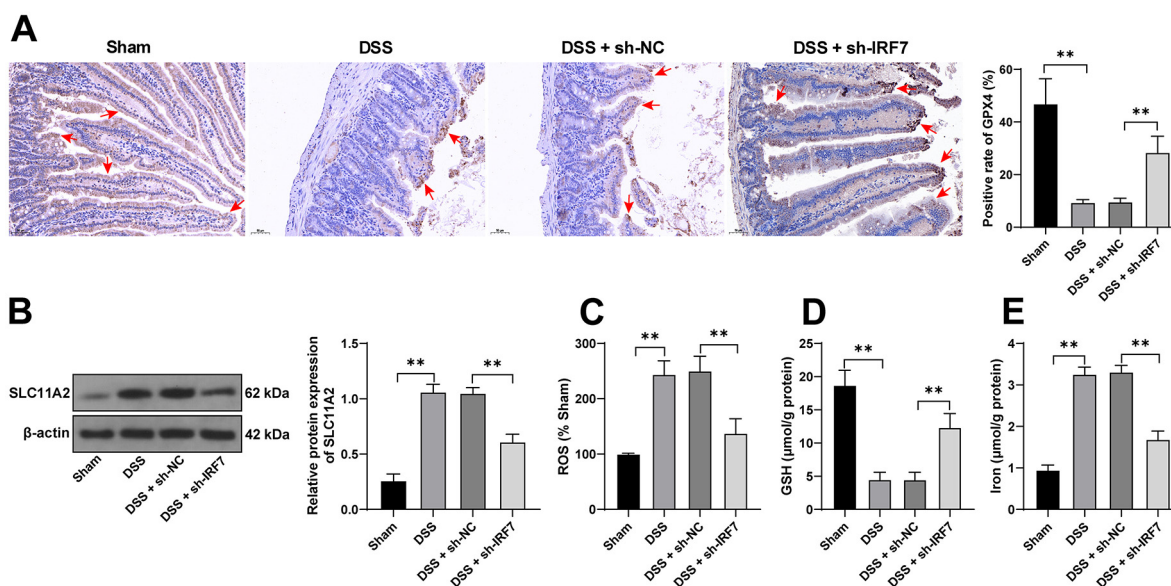 A
Sham
DSS
DSS + sh-NC
DSS + sh-IRF7
Positive rate of GPX4 (%)
60
40
20
0
**
**
Sham
DSS
DSS + sh-NC
DSS + sh-IRF7
B
SLC11A2
62 kDa
β-actin
42 kDa
Sham
DSS
DSS + sh-NC
DSS + sh-IRF7
Relative protein expression
of SLC11A2
1.5
1.0
0.5
0.0
**
**
Sham
DSS
DSS + sh-NC
DSS + sh-IRF7
C
ROS (% Sham)
300
200
100
0
**
**
Sham
DSS
DSS + sh-NC
DSS + sh-IRF7
D
GSH (μmol/g protein)
25
20
15
10
5
0
**
**
Sham
DSS
DSS + sh-NC
DSS + sh-IRF7
E
Iron (μmol/g protein)
4
3
2
1
0
**
**
Sham
DSS
DSS + sh-NC
DSS + sh-IRF7